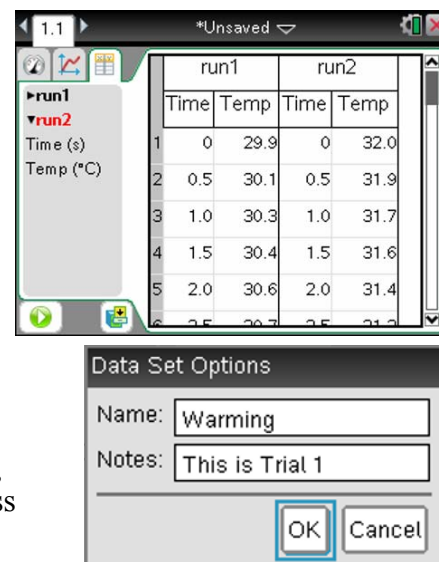 1.1 *Unsaved
run1 run2
▸run1 Time Temp Time Temp
▾run2
Time (s) 1 0 29.9 0 32.0
Temp (°C) 2 0.5 30.1 0.5 31.9
3 1.0 30.3 1.0 31.7
4 1.5 30.4 1.5 31.6
5 2.0 30.6 2.0 31.4
Data Set Options
Name: Warming
Notes: This is Trial 1
ss
OK Cancel